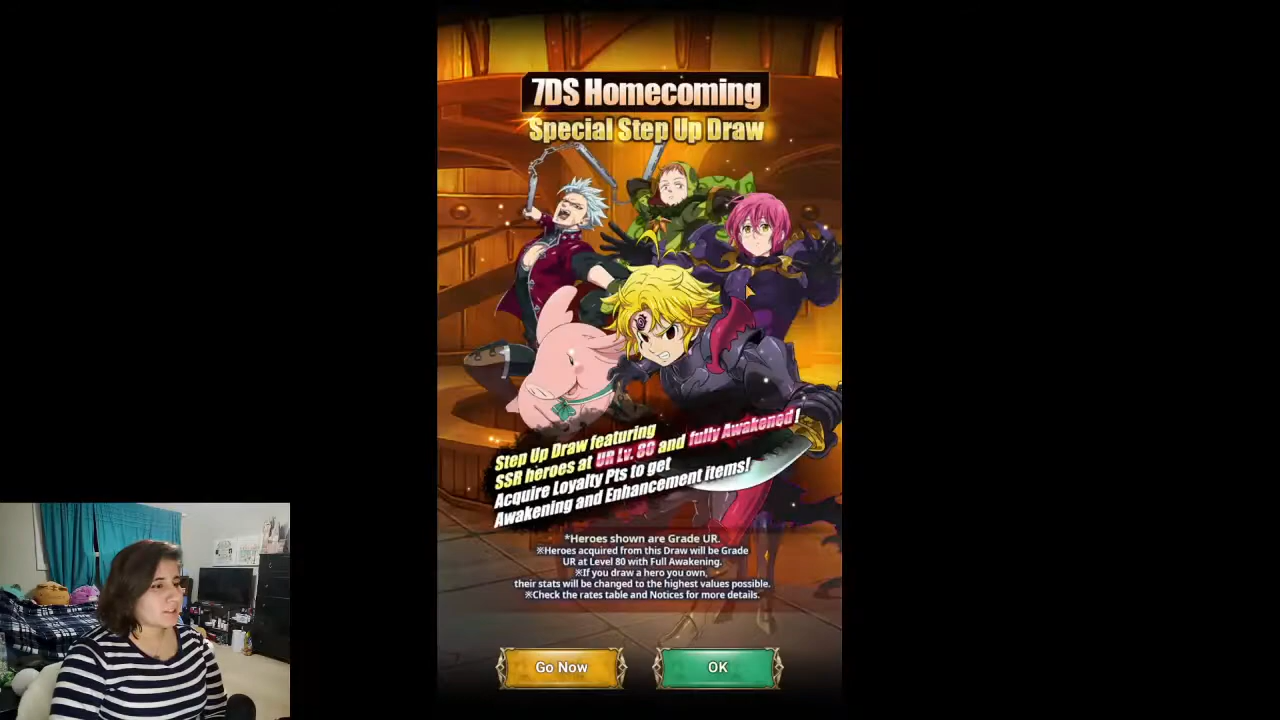 7DS Homecoming
Special Step Up Draw
Step Up Draw featuring
SSR heroes at UR Lv. 80 and fully Awakened!
Acquire Loyalty Pts to get
Awakening and Enhancement items!
*Heroes shown are Grade UR.
※Heroes acquired from this Draw will be Grade
UR at Level 80 with Full Awakening.
※If you draw a hero you own,
their stats will be changed to the highest values possible.
※Check the rates table and Notices for more details.
Go Now
OK